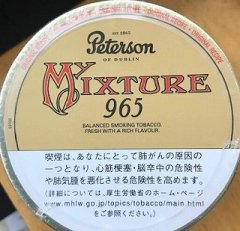 EST 1865
Peterson
OF DUBLIN
MY MIXTURE
965
BALANCED SMOKING TOBACCO.
FRESH WITH A RICH FLAVOUR.
喫煙は、あなたにとって肺がんの原因の
一つとなり、心筋梗塞・脳卒中の危険性
や肺気腫を悪化させる危険性を高めます。
(詳細については、厚生労働省のホーム・ページ
www.mhlw.go.jp/topics/tobacco/main.html
をご参照ください。)